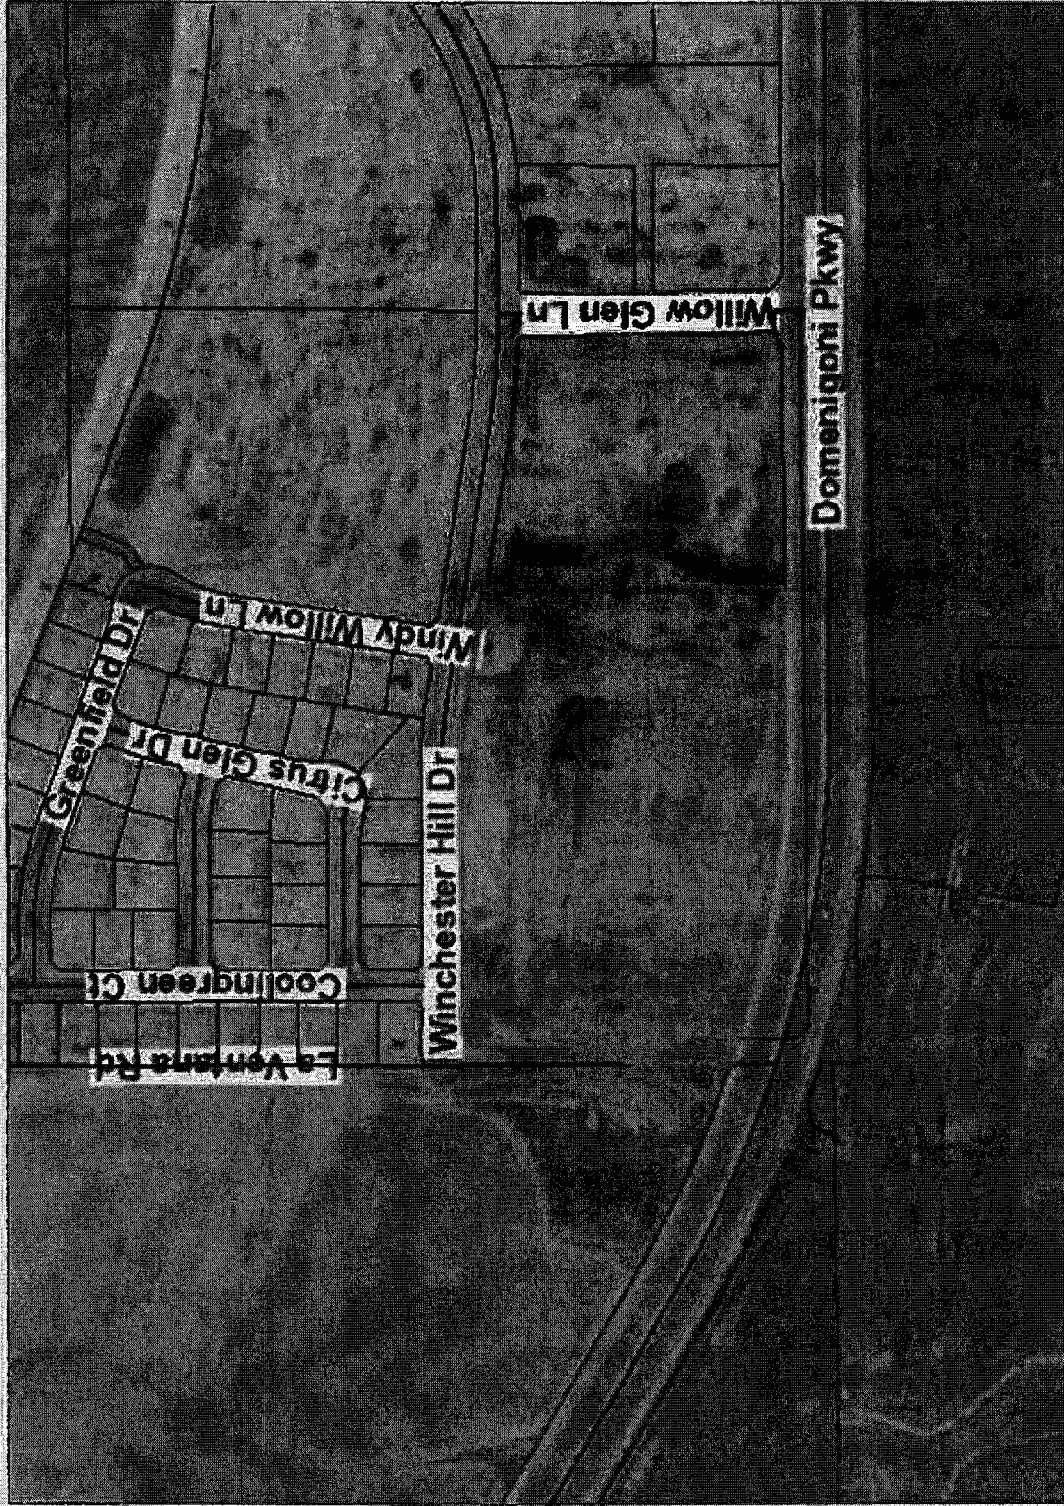 Domenigoni Pkwy
Willow Glen Ln
Windy Willow Ln
Greenfield Dr
Citrus Glen Dr
Winchester Hill Dr
Coolingreen Ct
La Ventana Rd